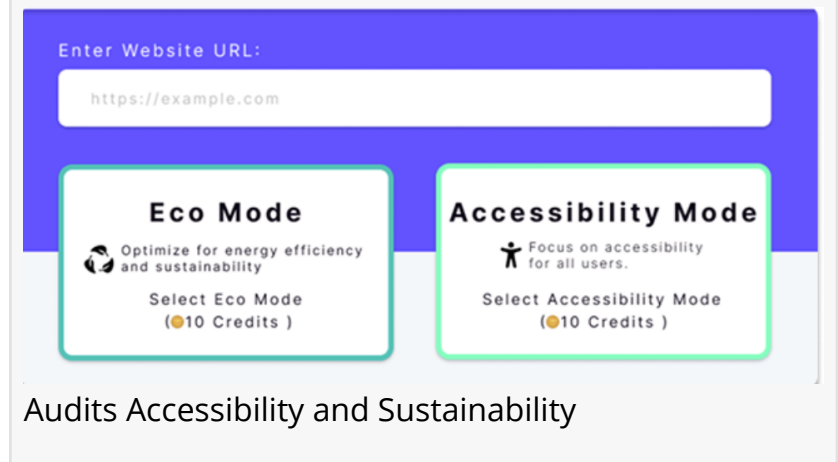 Enter Website URL:
https://example.com
Eco Mode
Optimize for energy efficiency
and sustainability
Select Eco Mode
(10 Credits )
Accessibility Mode
Focus on accessibility
for all users.
Select Accessibility Mode
(10 Credits )
Audits Accessibility and Sustainability